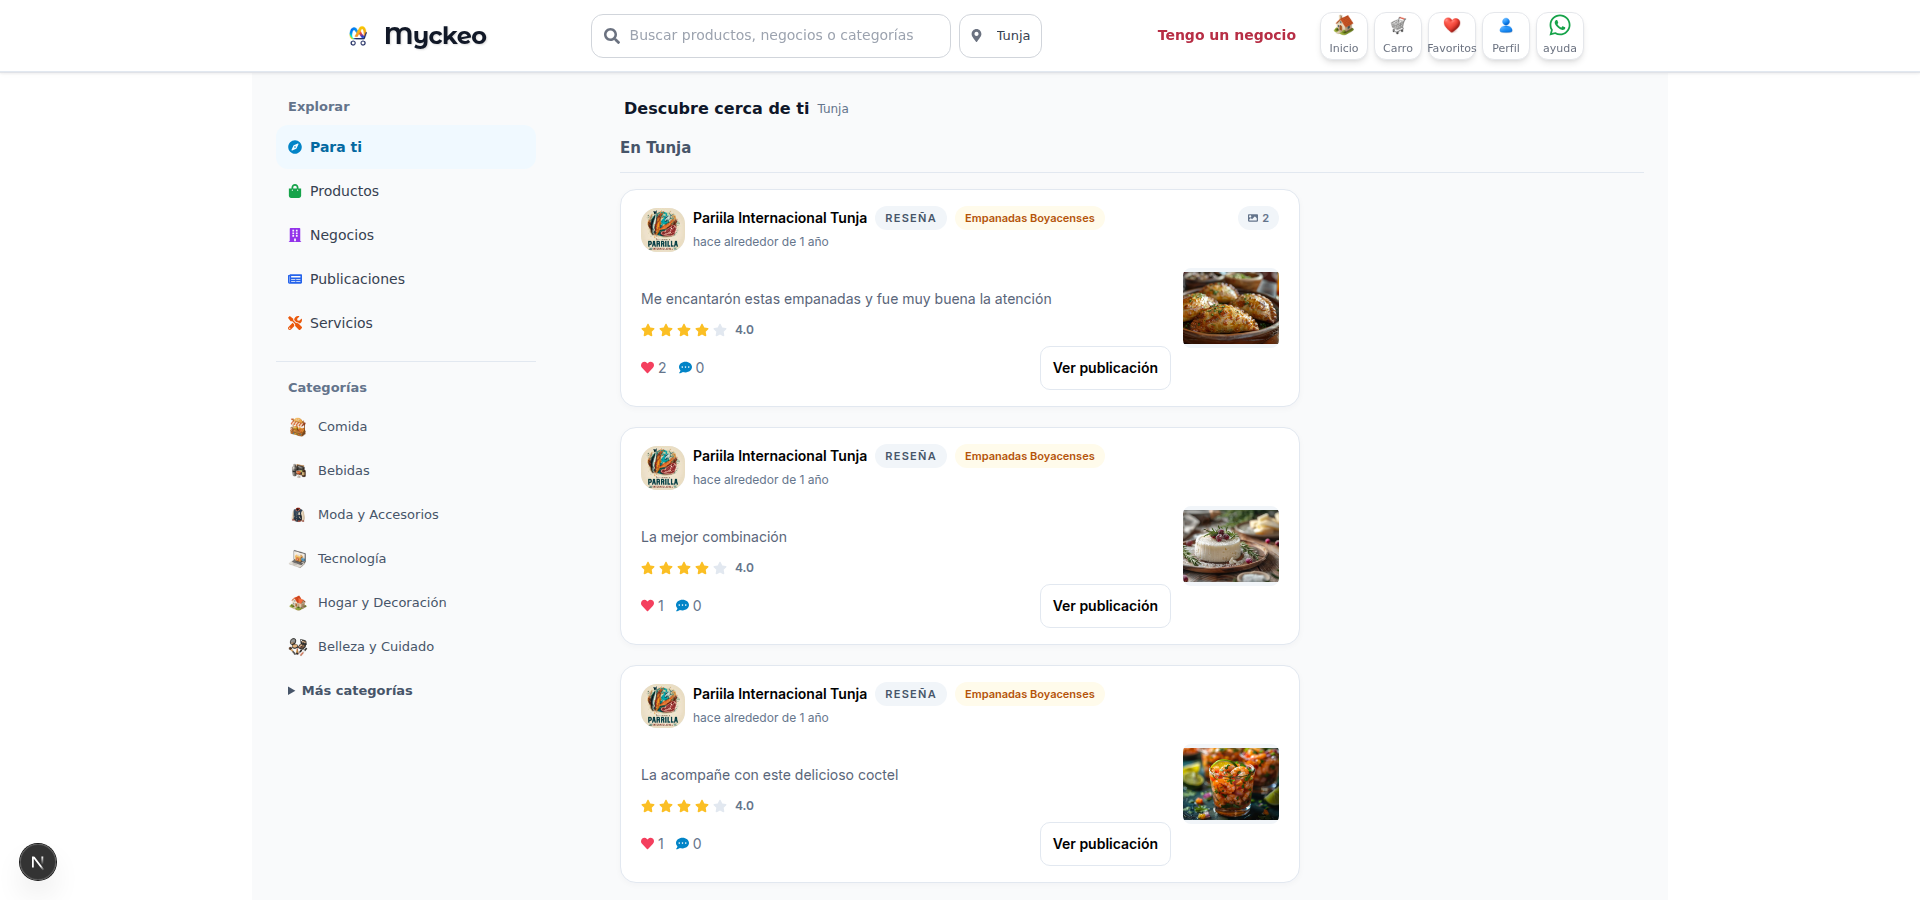 Myckeo
Buscar productos, negocios o categorías
Tunja
Tengo un negocio
Inicio
Carro
Favoritos
Perfil
ayuda
Explorar
Para ti
Productos
Negocios
Publicaciones
Servicios
Categorías
Comida
Bebidas
Moda y Accesorios
Tecnología
Hogar y Decoración
Belleza y Cuidado
Más categorías
Descubre cerca de ti Tunja
En Tunja
Pariila Internacional Tunja RESEÑA Empanadas Boyacenses 2
hace alrededor de 1 año
PARRILLA
Me encantarón estas empanadas y fue muy buena la atención
4.0
2 0 Ver publicación
Pariila Internacional Tunja RESEÑA Empanadas Boyacenses
hace alrededor de 1 año
PARRILLA
La mejor combinación
4.0
1 0 Ver publicación
Pariila Internacional Tunja RESEÑA Empanadas Boyacenses
hace alrededor de 1 año
PARRILLA
La acompañe con este delicioso coctel
4.0
1 0 Ver publicación
N